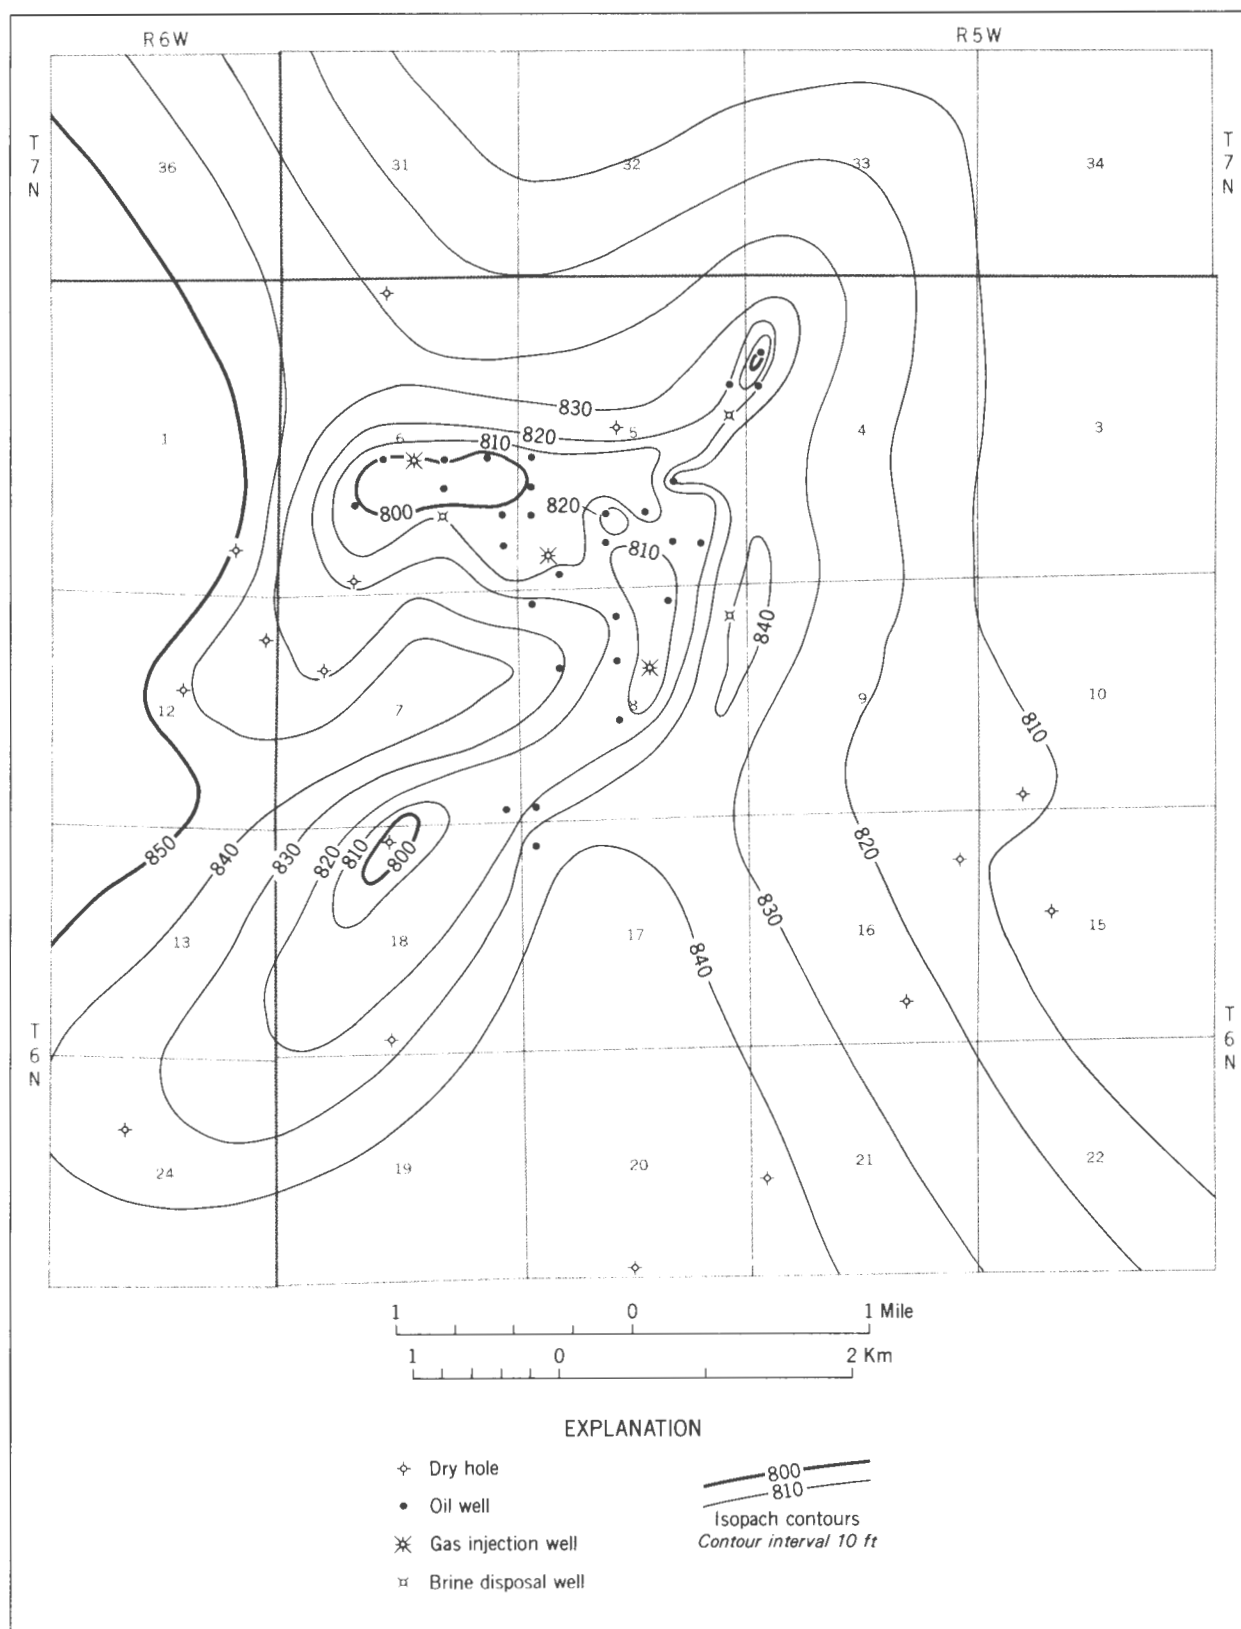 R 6 W
R 5 W
T
7
N
T
7
N
36
31
32
33
34
1
6
5
4
3
830
820
810
800
820
810
840
12
7
8
9
10
810
850
840
830
820
810
800
820
830
840
13
18
17
16
15
T
6
N
T
6
N
24
19
20
21
22
1 0 1 Mile
1 0 2 Km
EXPLANATION
Dry hole
Oil well
Gas injection well
Brine disposal well
800
810
Isopach contours
Contour interval 10 ft